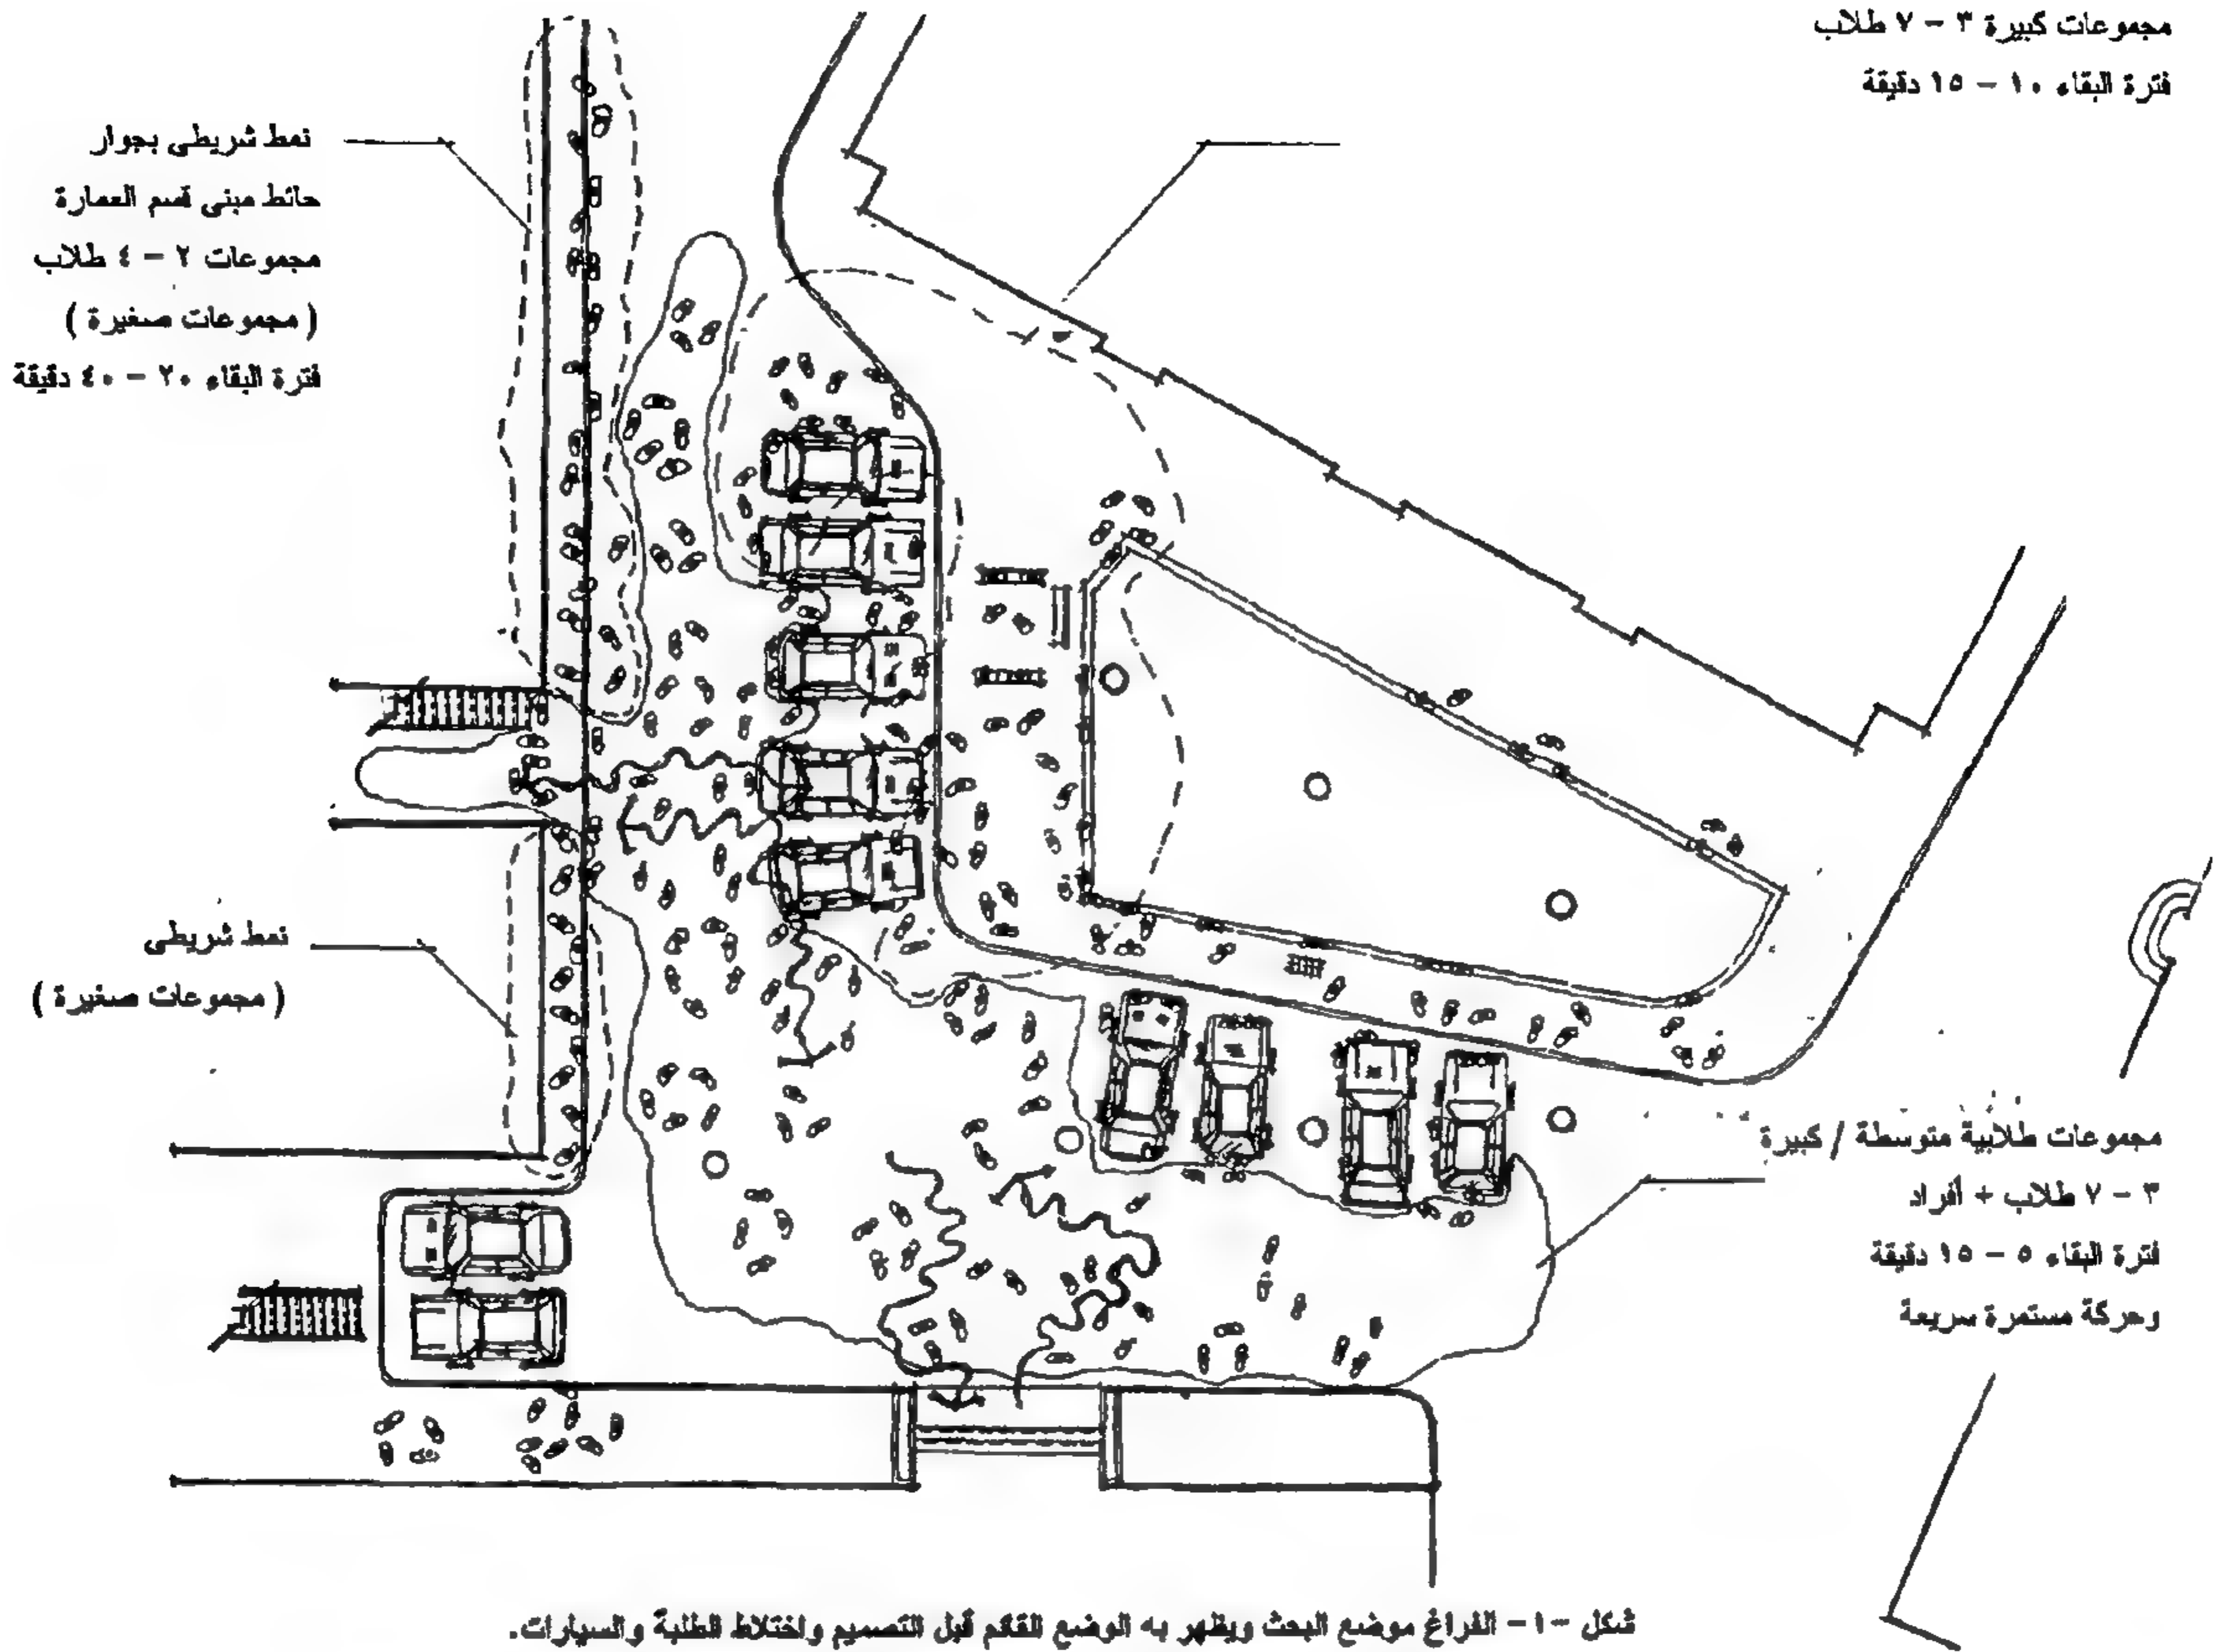 مجموعات كبيرة ٣ - ٧ طلاب
فترة البقاء ١٠ - ١٥ دقيقة
نمط شريطى بجوار
حائط مبنى قسم العمارة
مجموعات ٢ - ٤ طلاب
( مجموعات صغيرة )
فترة البقاء ٢٠ - ٤٠ دقيقة
نمط شريطى
( مجموعات صغيرة )
مجموعات طلابية متوسطة / كبيرة
٣ - ٧ طلاب + أفراد
فترة البقاء ٥ - ١٥ دقيقة
وحركة مستمرة سريعة
شكل -١- الفراغ موضع البحث ويظهر به الوضع القائم قبل التصميم واختلاط الطلبة والسيارات.